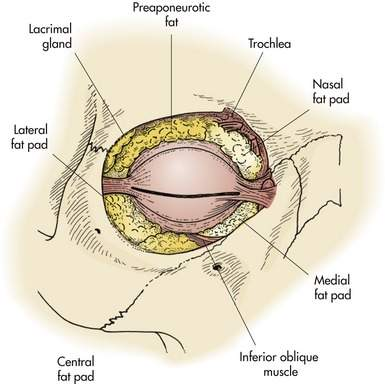 Preaponeurotic
fat
Lacrimal
gland
Trochlea
Nasal
fat pad
Lateral
fat pad
Medial
fat pad
Inferior oblique
muscle
Central
fat pad